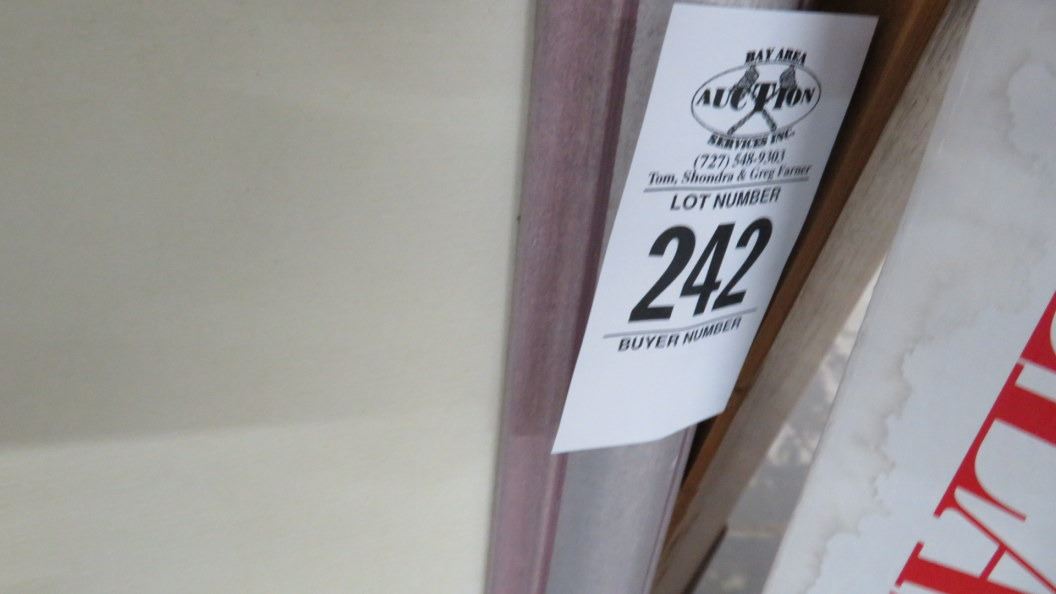 BAY AREA
AUCTION
SERVICES INC.
(727) 548-9303
Tom, Shondra & Greg Farner
LOT NUMBER
242
BUYER NUMBER